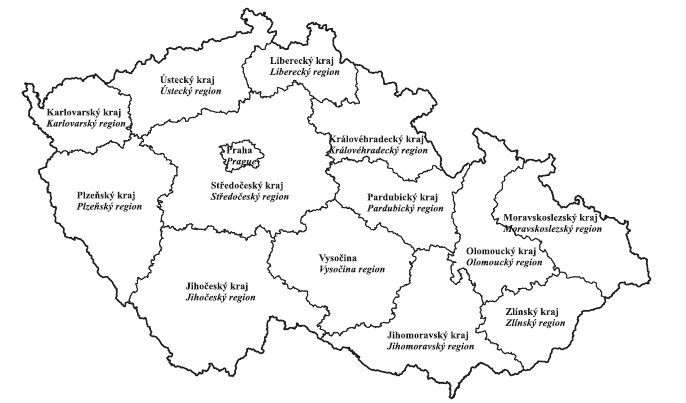 Liberecký kraj
Liberecký region
Ústecký kraj
Ústecký region
Karlovarský kraj
Karlovarský region
Královéhradecký kraj
Královéhradecký region
Praha
Prague
Středočeský kraj
Středočeský region
Plzeňský kraj
Plzeňský region
Pardubický kraj
Pardubický region
Moravskoslezský kraj
Moravskoslezský region
Olomoucký kraj
Olomoucký region
Vysočina
Vysočina region
Jihočeský kraj
Jihočeský region
Zlínský kraj
Zlínský region
Jihomoravský kraj
Jihomoravský region